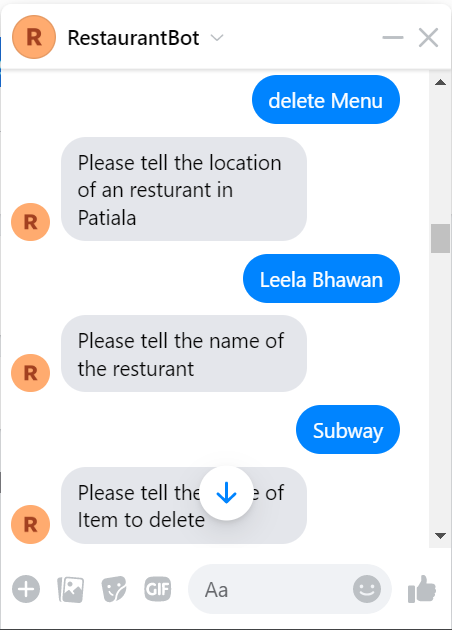 R RestaurantBot
delete Menu
Please tell the location
of an resturant in
Patiala
R
Leela Bhawan
Please tell the name of
the resturant
R
Subway
Please tell the of
Item to delete
R
GIF
Aa